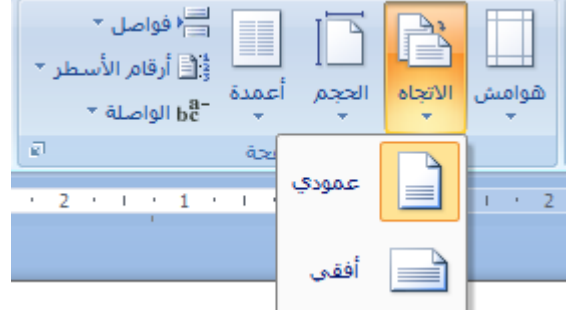 هوامش
الاتجاه
الحجم
أعمدة
فواصل
أرقام الأسطر
الواصلة
عمودي
أفقي
2 1 1 2